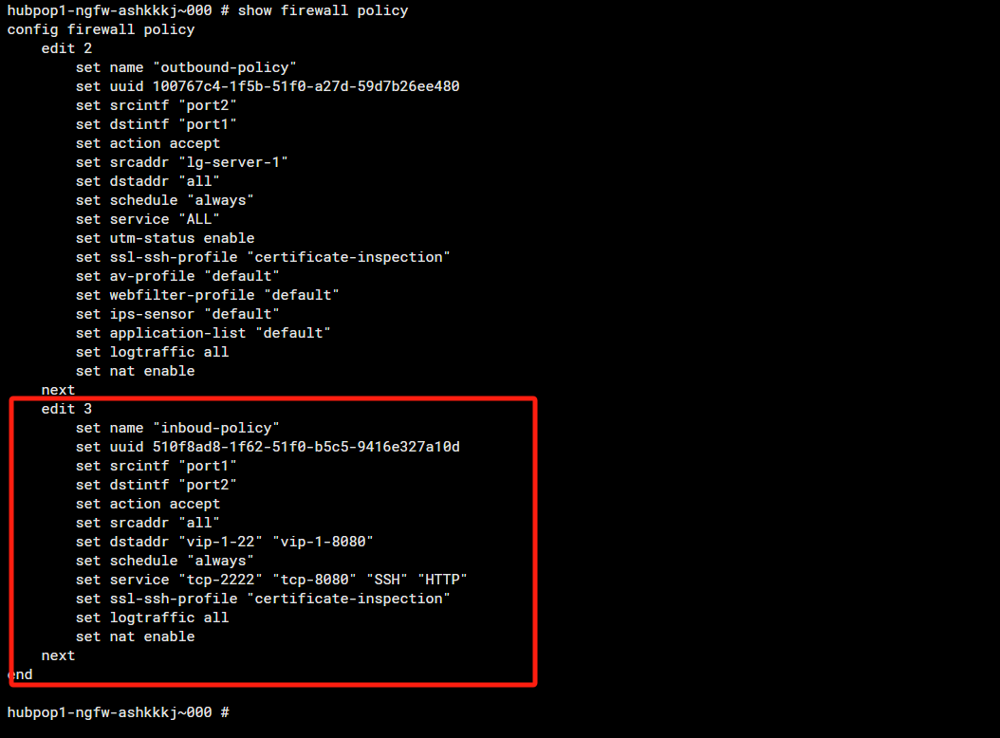 hubpop1-ngfw-ashkkkj~000 # show firewall policy
config firewall policy
    edit 2
        set name "outbound-policy"
        set uuid 100767c4-1f5b-51f0-a27d-59d7b26ee480
        set srcintf "port2"
        set dstintf "port1"
        set action accept
        set srcaddr "lg-server-1"
        set dstaddr "all"
        set schedule "always"
        set service "ALL"
        set utm-status enable
        set ssl-ssh-profile "certificate-inspection"
        set av-profile "default"
        set webfilter-profile "default"
        set ips-sensor "default"
        set application-list "default"
        set logtraffic all
        set nat enable
    next
    edit 3
        set name "inboud-policy"
        set uuid 510f8ad8-1f62-51f0-b5c5-9416e327a10d
        set srcintf "port1"
        set dstintf "port2"
        set action accept
        set srcaddr "all"
        set dstaddr "vip-1-22" "vip-1-8080"
        set schedule "always"
        set service "tcp-2222" "tcp-8080" "SSH" "HTTP"
        set ssl-ssh-profile "certificate-inspection"
        set logtraffic all
        set nat enable
    next
end
hubpop1-ngfw-ashkkkj~000 #